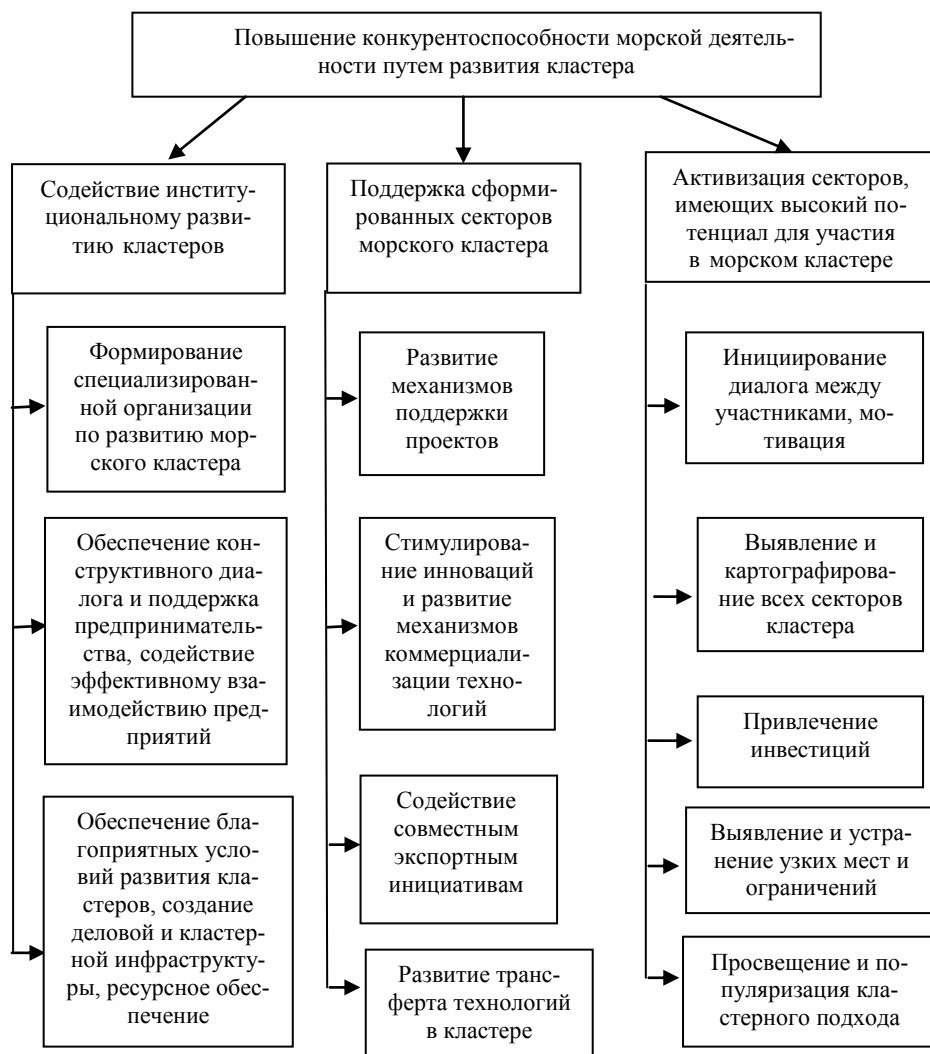 Повышение конкурентоспособности морской деятель-
ности путем развития кластера
Содействие институ-
циональному разви-
тию кластеров
Формирование
специализирован-
ной организации
по развитию мор-
ского кластера
Обеспечение кон-
структивного диа-
лога и поддержка
предприниматель-
ства, содействие
эффективному вза-
имодействию пред-
приятий
Обеспечение бла-
гоприятных усло-
вий развития кла-
стеров, создание
деловой и кластер-
ной инфраструкту-
ры, ресурсное обес-
печение
Поддержка сформи-
рованных секторов
морского кластера
Развитие
механизмов
поддержки
проектов
Стимулирова-
ние инноваций
и развитие
механизмов
коммерциали-
зации техно-
логий
Содействие
совместным
экспортным
инициативам
Развитие транс-
ферта технологий
в кластере
Активизация секторов,
имеющих высокий по-
тенциал для участия
в морском кластере
Инициирование
диалога между
участниками, мо-
тивация
Выявление и
картографирова-
ние всех секторов
кластера
Привлечение
инвестиций
Выявление и устра-
нение узких мест и
ограничений
Просвещение и по-
пуляризация кла-
стерного подхода